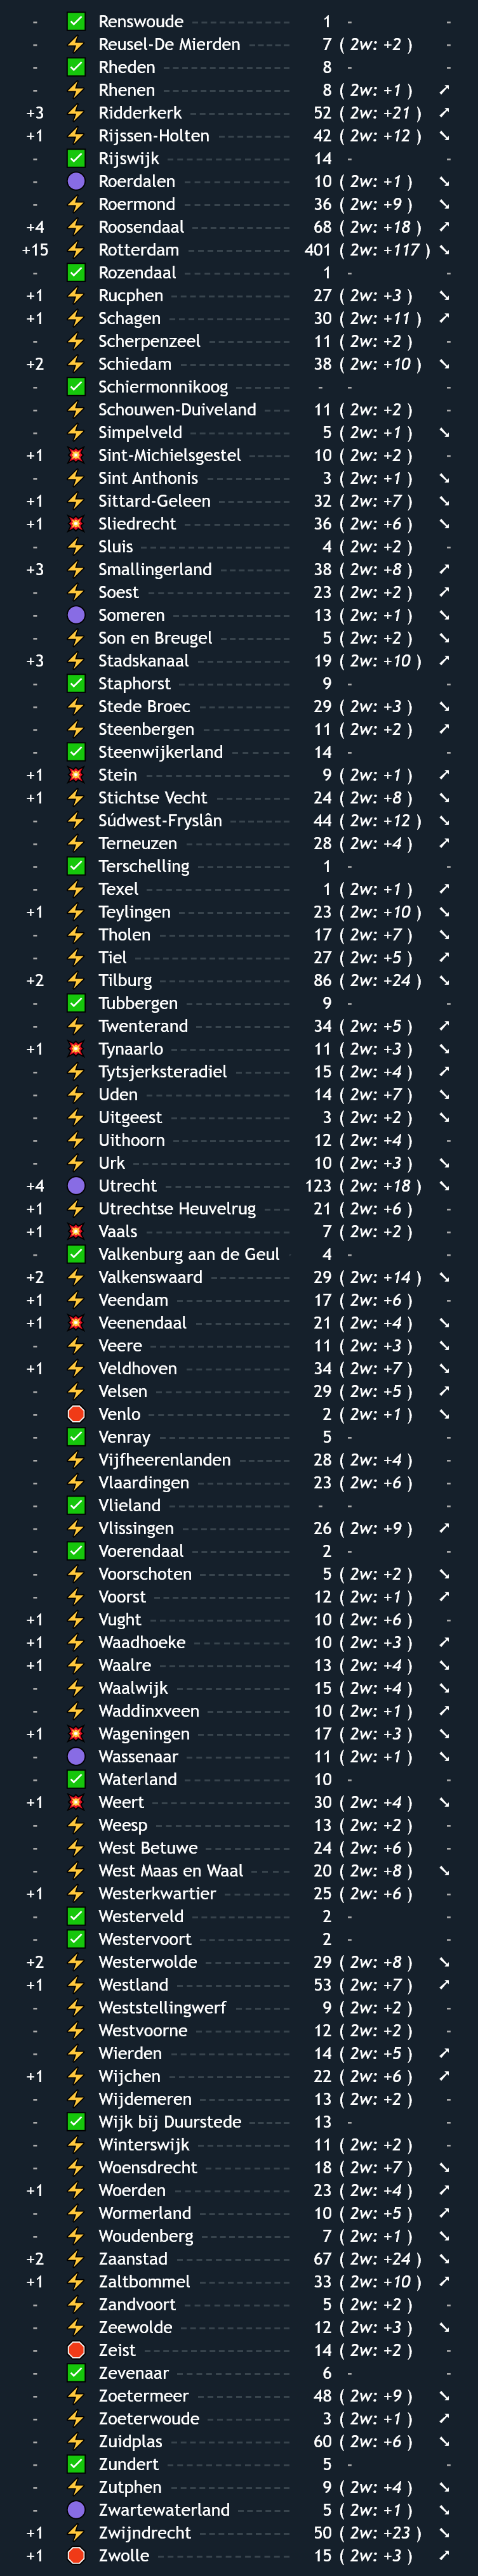 - ✅ Renswoude 1 - -
- ⚡ Reusel-De Mierden 7 ( 2w: +2 ) -
- ✅ Rheden 8 - -
- ⚡ Rhenen 8 ( 2w: +1 ) ➚
+3 ⚡ Ridderkerk 52 ( 2w: +21 ) ➚
+1 ⚡ Rijssen-Holten 42 ( 2w: +12 ) ➘
- ✅ Rijswijk 14 - -
- 🟣 Roerdalen 10 ( 2w: +1 ) ➘
- ⚡ Roermond 36 ( 2w: +9 ) ➘
+4 ⚡ Roosendaal 68 ( 2w: +18 ) ➚
+15 ⚡ Rotterdam 401 ( 2w: +117 ) ➘
- ✅ Rozendaal 1 - -
+1 ⚡ Rucphen 27 ( 2w: +3 ) ➘
+1 ⚡ Schagen 30 ( 2w: +11 ) ➚
- ⚡ Scherpenzeel 11 ( 2w: +2 ) -
+2 ⚡ Schiedam 38 ( 2w: +10 ) ➘
- ✅ Schiermonnikoog - - -
- ⚡ Schouwen-Duiveland 11 ( 2w: +2 ) -
- ⚡ Simpelveld 5 ( 2w: +1 ) ➘
+1 💥 Sint-Michielsgestel 10 ( 2w: +2 ) -
- ⚡ Sint Anthonis 3 ( 2w: +1 ) ➘
+1 ⚡ Sittard-Geleen 32 ( 2w: +7 ) ➘
+1 💥 Sliedrecht 36 ( 2w: +6 ) ➘
- ⚡ Sluis 4 ( 2w: +2 ) -
+3 ⚡ Smallingerland 38 ( 2w: +8 ) ➚
- ⚡ Soest 23 ( 2w: +2 ) ➚
- 🟣 Someren 13 ( 2w: +1 ) ➘
- ⚡ Son en Breugel 5 ( 2w: +2 ) ➘
+3 ⚡ Stadskanaal 19 ( 2w: +10 ) ➚
- ✅ Staphorst 9 - -
- ⚡ Stede Broec 29 ( 2w: +3 ) ➘
- ⚡ Steenbergen 11 ( 2w: +2 ) ➚
- ✅ Steenwijkerland 14 - -
+1 💥 Stein 9 ( 2w: +1 ) ➚
+1 ⚡ Stichtse Vecht 24 ( 2w: +8 ) ➘
- ⚡ Súdwest-Fryslân 44 ( 2w: +12 ) ➘
- ⚡ Terneuzen 28 ( 2w: +4 ) ➚
- ✅ Terschelling 1 - -
- ⚡ Texel 1 ( 2w: +1 ) ➚
+1 ⚡ Teylingen 23 ( 2w: +10 ) ➘
- ⚡ Tholen 17 ( 2w: +7 ) ➘
- ⚡ Tiel 27 ( 2w: +5 ) ➚
+2 ⚡ Tilburg 86 ( 2w: +24 ) ➘
- ✅ Tubbergen 9 - -
- ⚡ Twenterand 34 ( 2w: +5 ) ➚
+1 💥 Tynaarlo 11 ( 2w: +3 ) ➘
- ⚡ Tytsjerksteradiel 15 ( 2w: +4 ) ➚
- ⚡ Uden 14 ( 2w: +7 ) ➘
- ⚡ Uitgeest 3 ( 2w: +2 ) ➘
- ⚡ Uithoorn 12 ( 2w: +4 ) -
- ⚡ Urk 10 ( 2w: +3 ) ➘
+4 🟣 Utrecht 123 ( 2w: +18 ) ➘
+1 ⚡ Utrechtse Heuvelrug 21 ( 2w: +6 ) -
+1 💥 Vaals 7 ( 2w: +2 ) -
- ✅ Valkenburg aan de Geul 4 - -
+2 ⚡ Valkenswaard 29 ( 2w: +14 ) ➘
+1 ⚡ Veendam 17 ( 2w: +6 ) -
+1 💥 Veenendaal 21 ( 2w: +4 ) ➘
- ⚡ Veere 11 ( 2w: +3 ) ➘
+1 ⚡ Veldhoven 34 ( 2w: +7 ) ➘
- ⚡ Velsen 29 ( 2w: +5 ) ➚
- 🛑 Venlo 2 ( 2w: +1 ) ➘
- ✅ Venray 5 - -
- ⚡ Vijfheerenlanden 28 ( 2w: +4 ) -
- ⚡ Vlaardingen 23 ( 2w: +6 ) -
- ✅ Vlieland - - -
- ⚡ Vlissingen 26 ( 2w: +9 ) ➚
- ✅ Voerendaal 2 - -
- ⚡ Voorschoten 5 ( 2w: +2 ) ➘
- ⚡ Voorst 12 ( 2w: +1 ) ➚
+1 ⚡ Vught 10 ( 2w: +6 ) -
+1 ⚡ Waadhoeke 10 ( 2w: +3 ) ➚
+1 ⚡ Waalre 13 ( 2w: +4 ) ➘
- ⚡ Waalwijk 15 ( 2w: +4 ) ➘
- ⚡ Waddinxveen 10 ( 2w: +1 ) ➚
+1 💥 Wageningen 17 ( 2w: +3 ) ➘
- 🟣 Wassenaar 11 ( 2w: +1 ) ➘
- ✅ Waterland 10 - -
+1 💥 Weert 30 ( 2w: +4 ) ➘
- ⚡ Weesp 13 ( 2w: +2 ) -
- ⚡ West Betuwe 24 ( 2w: +6 ) -
- ⚡ West Maas en Waal 20 ( 2w: +8 ) ➘
+1 ⚡ Westerkwartier 25 ( 2w: +6 ) -
- ✅ Westerveld 2 - -
- ✅ Westervoort 2 - -
+2 ⚡ Westerwolde 29 ( 2w: +8 ) ➘
+1 ⚡ Westland 53 ( 2w: +7 ) ➚
- ⚡ Weststellingwerf 9 ( 2w: +2 ) -
- ⚡ Westvoorne 12 ( 2w: +2 ) -
- ⚡ Wierden 14 ( 2w: +5 ) ➚
+1 ⚡ Wijchen 22 ( 2w: +6 ) ➚
- ⚡ Wijdemeren 13 ( 2w: +2 ) -
- ✅ Wijk bij Duurstede 13 - -
- ⚡ Winterswijk 11 ( 2w: +2 ) -
- ⚡ Woensdrecht 18 ( 2w: +7 ) ➘
+1 ⚡ Woerden 23 ( 2w: +4 ) ➚
- ⚡ Wormerland 10 ( 2w: +5 ) ➚
- ⚡ Woudenberg 7 ( 2w: +1 ) ➘
+2 ⚡ Zaanstad 67 ( 2w: +24 ) ➘
+1 ⚡ Zaltbommel 33 ( 2w: +10 ) ➚
- ⚡ Zandvoort 5 ( 2w: +2 ) -
- ⚡ Zeewolde 12 ( 2w: +3 ) ➘
- 🛑 Zeist 14 ( 2w: +2 ) -
- ✅ Zevenaar 6 - -
- ⚡ Zoetermeer 48 ( 2w: +9 ) ➘
- ⚡ Zoeterwoude 3 ( 2w: +1 ) ➚
- ⚡ Zuidplas 60 ( 2w: +6 ) ➘
- ✅ Zundert 5 - -
- ⚡ Zutphen 9 ( 2w: +4 ) ➘
- 🟣 Zwartewaterland 5 ( 2w: +1 ) ➘
+1 ⚡ Zwijndrecht 50 ( 2w: +23 ) ➘
+1 🛑 Zwolle 15 ( 2w: +3 ) ➚